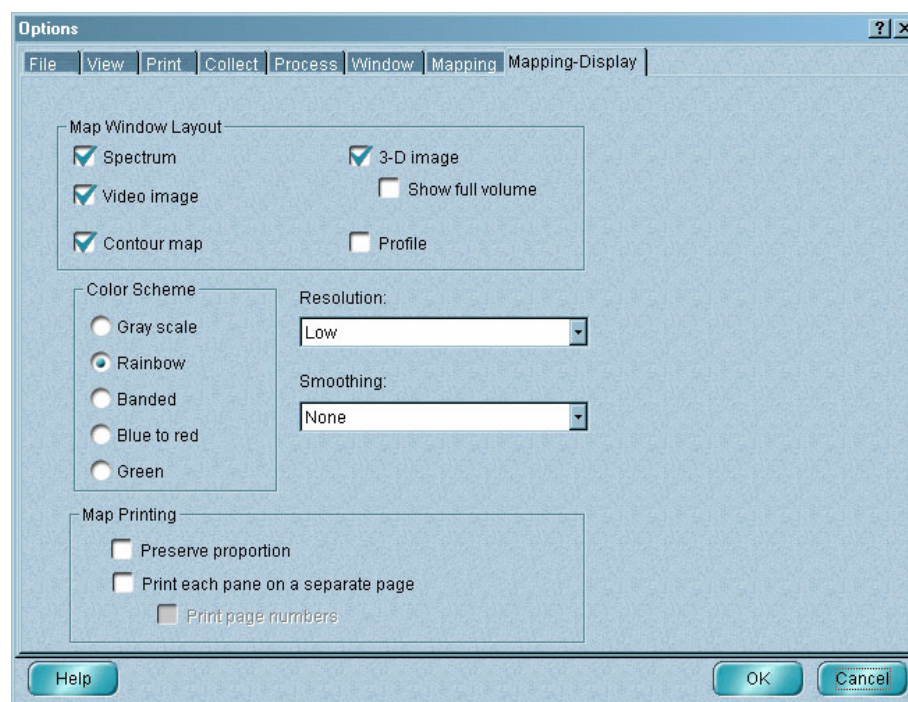 Options
File View Print Collect Process Window Mapping Mapping-Display
Map Window Layout
Spectrum
3-D image
Video image
Show full volume
Contour map
Profile
Color Scheme
Gray scale
Rainbow
Banded
Blue to red
Green
Resolution:
Low
Smoothing:
None
Map Printing
Preserve proportion
Print each pane on a separate page
Print page numbers
Help OK Cancel